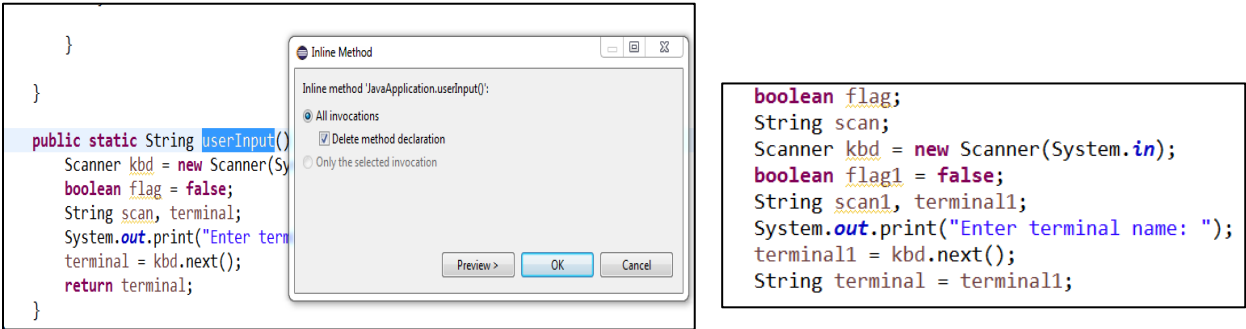 }
}
public static String userInput()
Scanner kbd = new Scanner(Sy
boolean flag = false;
String scan, terminal;
System.out.print("Enter term
terminal = kbd.next();
return terminal;
}
Inline Method
Inline method 'JavaApplication.userInput()':
All invocations
Delete method declaration
Only the selected invocation
Preview >
OK
Cancel
boolean flag;
String scan;
Scanner kbd = new Scanner(System.in);
boolean flag1 = false;
String scan1, terminal1;
System.out.print("Enter terminal name: ");
terminal1 = kbd.next();
String terminal = terminal1;